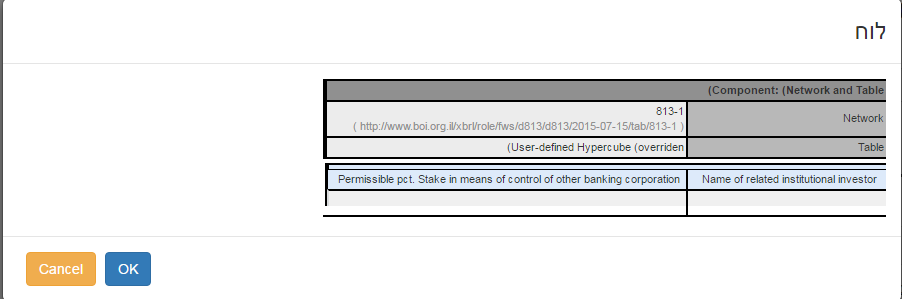 לוח
(Component: (Network and Table
Network
813-1
( http://www.boi.org.il/xbrl/role/fws/d813/d813/2015-07-15/tab/813-1 )
Table
(User-defined Hypercube (overriden
Name of related institutional investor
Permissible pct. Stake in means of control of other banking corporation
Cancel
OK